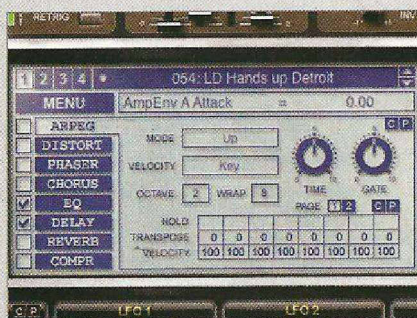 RETRIG
INV
1 2 3 4 *
054: LD Hands up Detroit
MENU AmpEnv A Attack = 0.00
ARPEG C P
DISTORT MODE Up
PHASER VELOCITY Key
CHORUS OCTAVE 2 WRAP 8 TIME GATE
EQ PAGE 1 2 C P
DELAY HOLD
REVERB TRANSPOSE 0 0 0 0 0 0 0 0
COMPR VELOCITY 100 100 100 100 100 100 100 100
C P LFO 1 LFO 2